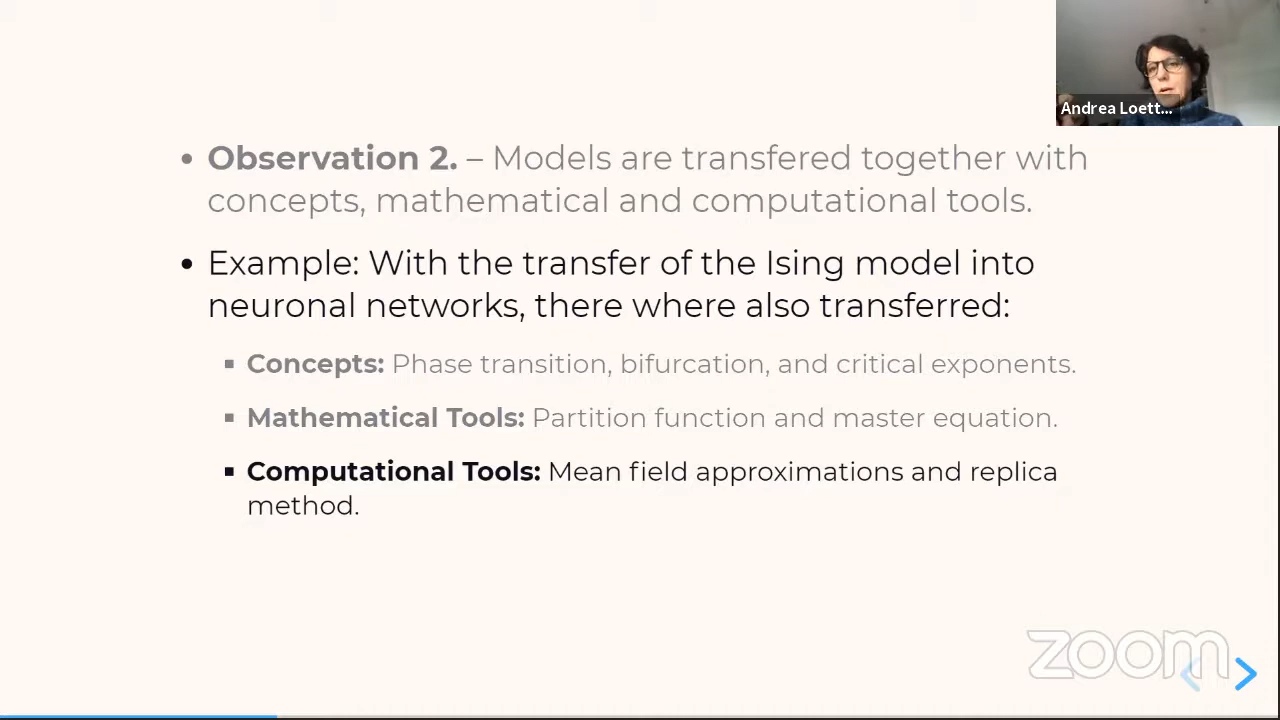 Andrea Loett...
• Observation 2. – Models are transfered together with
concepts, mathematical and computational tools.
• Example: With the transfer of the Ising model into
neuronal networks, there where also transferred:
▪ Concepts: Phase transition, bifurcation, and critical exponents.
▪ Mathematical Tools: Partition function and master equation.
▪ Computational Tools: Mean field approximations and replica
method.
zoom